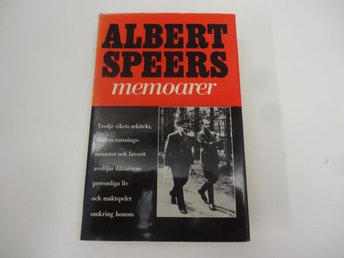 ALBERT
SPEERS
memoarer
Tredje rikets arkitekt,
Hitlers rustnings-
minister och favorit
avslöjar diktatorns
personliga liv
och maktspelet
omkring honom